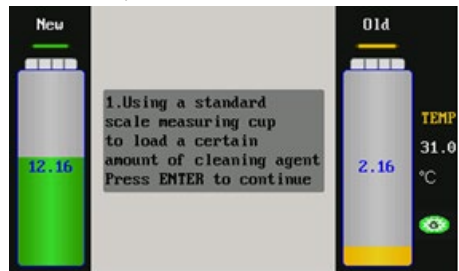 New
Old
1.Using a standard
scale measuring cup
to load a certain
amount of cleaning agent
Press ENTER to continue
12.16
2.16
TEMP
31.0
°C